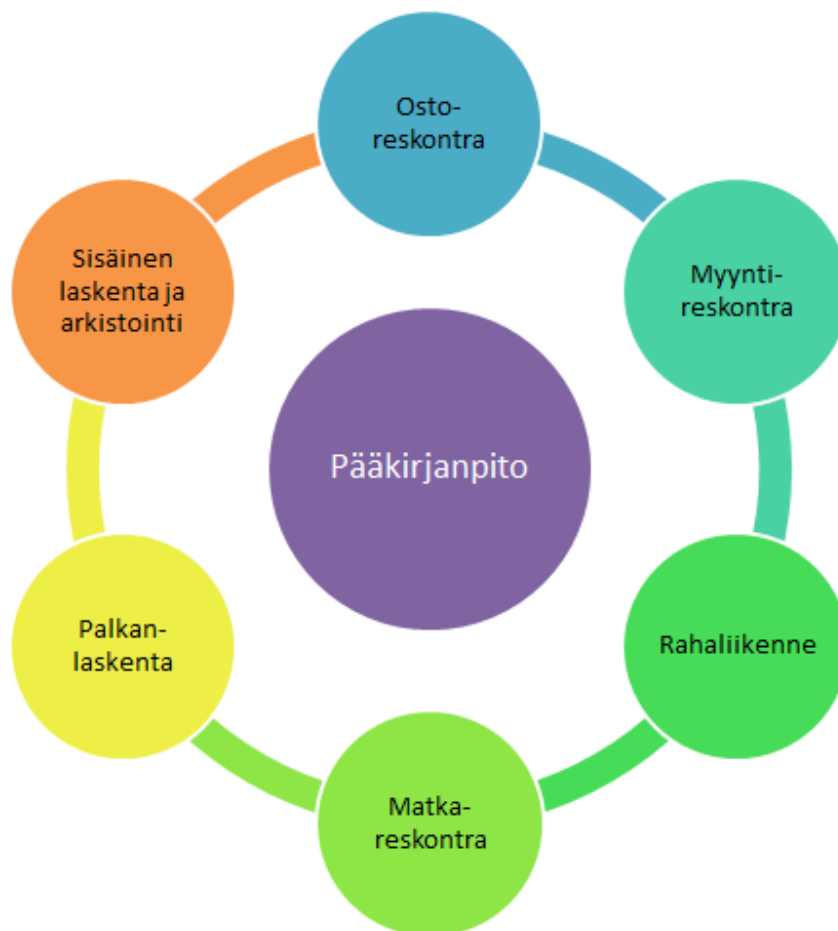 Osto-
reskontra
Myynti-
reskontra
Rahaliikenne
Matka-
reskontra
Palkan-
laskenta
Sisäinen
laskenta ja
arkistointi
Pääkirjanpito